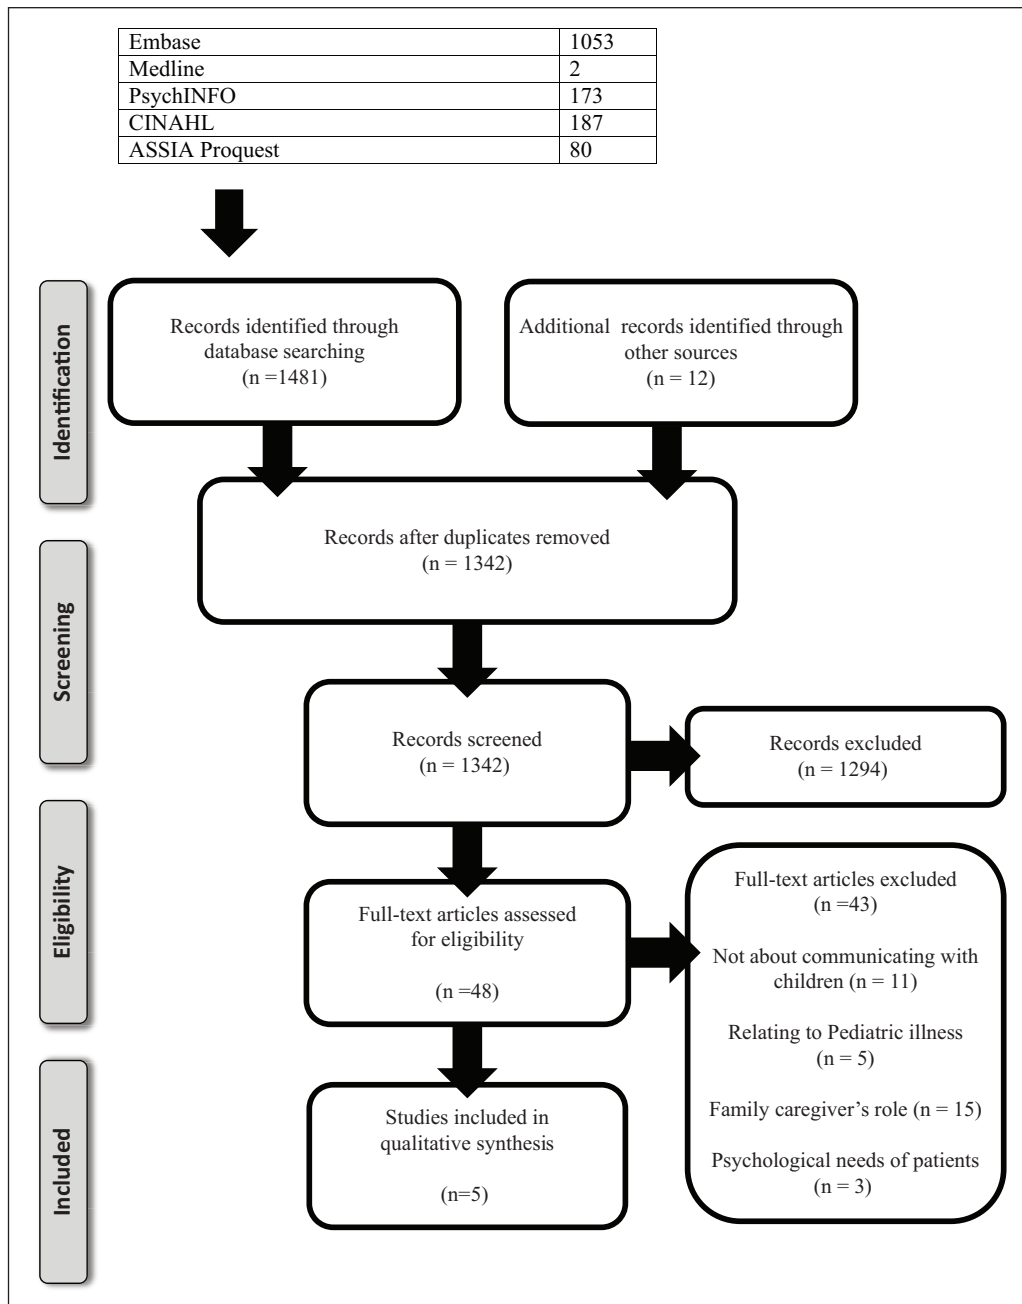 Embase 1053
Medline 2
PsychINFO 173
CINAHL 187
ASSIA Proquest 80
Identification
Records identified through
database searching
(n =1481)
Additional records identified through
other sources
(n = 12)
Records after duplicates removed
(n = 1342)
Screening
Records screened
(n = 1342)
Records excluded
(n = 1294)
Eligibility
Full-text articles assessed
for eligibility
(n =48)
Full-text articles excluded
(n =43)
Not about communicating with
children (n = 11)
Relating to Pediatric illness
(n = 5)
Family caregiver's role (n = 15)
Psychological needs of patients
(n = 3)
Included
Studies included in
qualitative synthesis
(n=5)